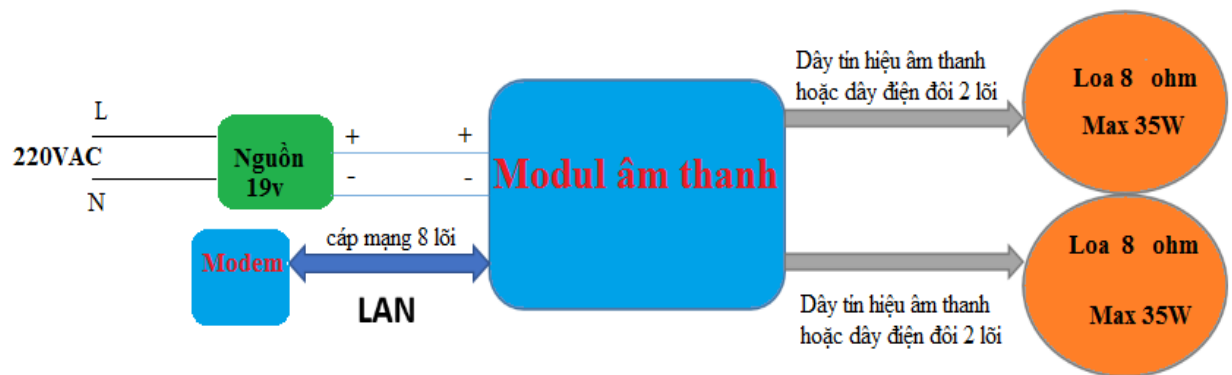 L
220VAC
N
Nguồn
19v
+ +
- -
Modem
cáp mạng 8 lõi
LAN
Modul âm thanh
Dây tín hiệu âm thanh
hoặc dây điện đôi 2 lõi
Loa 8 ohm
Max 35W
Dây tín hiệu âm thanh
hoặc dây điện đôi 2 lõi
Loa 8 ohm
Max 35W